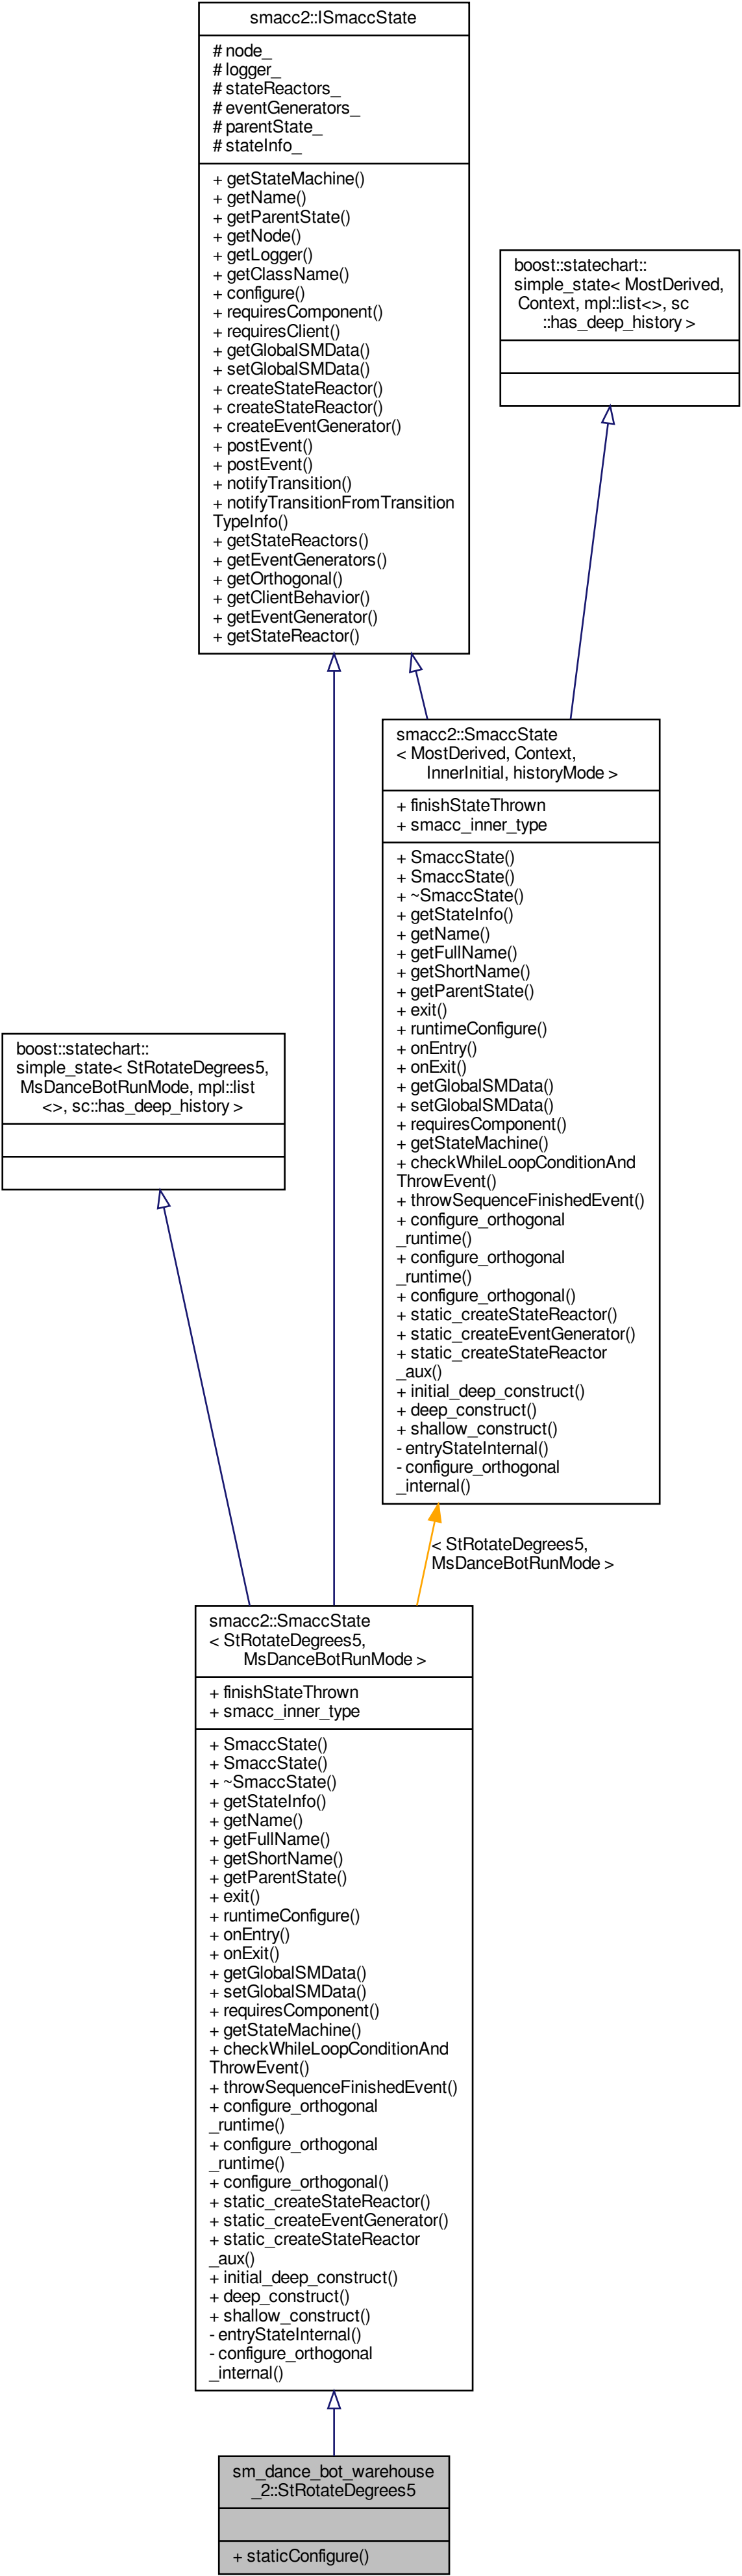 smacc2::ISmaccState
# node_
# logger_
# stateReactors_
# eventGenerators_
# parentState_
# stateInfo_
+ getStateMachine()
+ getName()
+ getParentState()
+ getNode()
+ getLogger()
+ getClassName()
+ configure()
+ requiresComponent()
+ requiresClient()
+ getGlobalSMData()
+ setGlobalSMData()
+ createStateReactor()
+ createStateReactor()
+ createEventGenerator()
+ postEvent()
+ postEvent()
+ notifyTransition()
+ notifyTransitionFromTransition
TypeInfo()
+ getStateReactors()
+ getEventGenerators()
+ getOrthogonal()
+ getClientBehavior()
+ getEventGenerator()
+ getStateReactor()
boost::statechart::
simple_state< MostDerived,
Context, mpl::list<>, sc
::has_deep_history >
smacc2::SmaccState
< MostDerived, Context,
InnerInitial, historyMode >
+ finishStateThrown
+ smacc_inner_type
+ SmaccState()
+ SmaccState()
+ ~SmaccState()
+ getStateInfo()
+ getName()
+ getFullName()
+ getShortName()
+ getParentState()
+ exit()
+ runtimeConfigure()
+ onEntry()
+ onExit()
+ getGlobalSMData()
+ setGlobalSMData()
+ requiresComponent()
+ getStateMachine()
+ checkWhileLoopConditionAnd
ThrowEvent()
+ throwSequenceFinishedEvent()
+ configure_orthogonal
_runtime()
+ configure_orthogonal
_runtime()
+ configure_orthogonal()
+ static_createStateReactor()
+ static_createEventGenerator()
+ static_createStateReactor
_aux()
+ initial_deep_construct()
+ deep_construct()
+ shallow_construct()
- entryStateInternal()
- configure_orthogonal
_internal()
boost::statechart::
simple_state< StRotateDegrees5,
MsDanceBotRunMode, mpl::list
<>, sc::has_deep_history >
< StRotateDegrees5,
MsDanceBotRunMode >
smacc2::SmaccState
< StRotateDegrees5,
MsDanceBotRunMode >
+ finishStateThrown
+ smacc_inner_type
+ SmaccState()
+ SmaccState()
+ ~SmaccState()
+ getStateInfo()
+ getName()
+ getFullName()
+ getShortName()
+ getParentState()
+ exit()
+ runtimeConfigure()
+ onEntry()
+ onExit()
+ getGlobalSMData()
+ setGlobalSMData()
+ requiresComponent()
+ getStateMachine()
+ checkWhileLoopConditionAnd
ThrowEvent()
+ throwSequenceFinishedEvent()
+ configure_orthogonal
_runtime()
+ configure_orthogonal
_runtime()
+ configure_orthogonal()
+ static_createStateReactor()
+ static_createEventGenerator()
+ static_createStateReactor
_aux()
+ initial_deep_construct()
+ deep_construct()
+ shallow_construct()
- entryStateInternal()
- configure_orthogonal
_internal()
sm_dance_bot_warehouse
_2::StRotateDegrees5
+ staticConfigure()